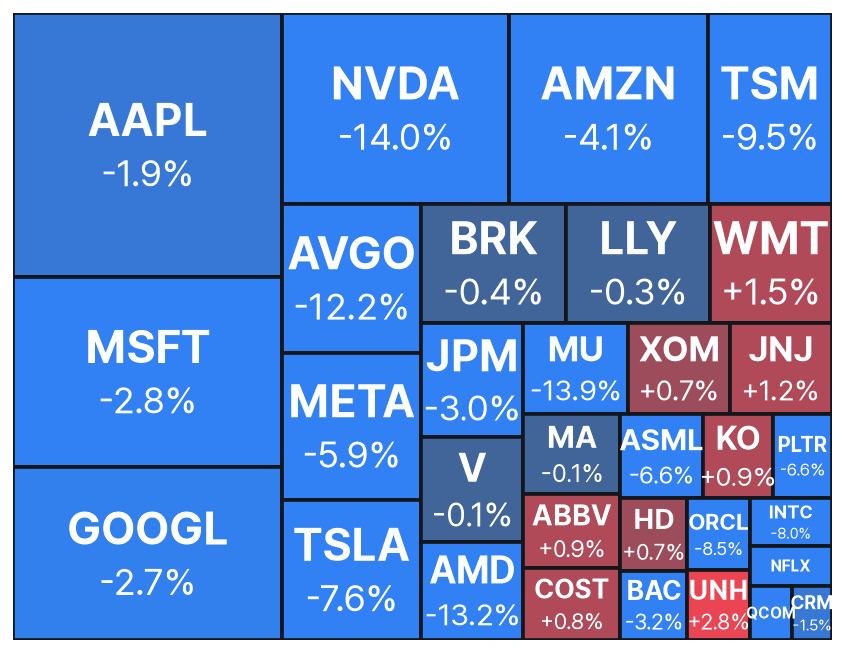 AAPL
-1.9%
MSFT
-2.8%
GOOGL
-2.7%
NVDA
-14.0%
AMZN
-4.1%
TSM
-9.5%
AVGO
-12.2%
META
-5.9%
TSLA
-7.6%
BRK
-0.4%
LLY
-0.3%
WMT
+1.5%
JPM
-3.0%
V
-0.1%
AMD
-13.2%
MU
-13.9%
XOM
+0.7%
JNJ
+1.2%
MA
-0.1%
ASML
-6.6%
KO
+0.9%
PLTR
-6.6%
ABBV
+0.9%
COST
+0.8%
HD
+0.7%
ORCL
-8.5%
INTC
-8.0%
NFLX
BAC
-3.2%
UNH
+2.8%
QCOM
CRM
-1.5%